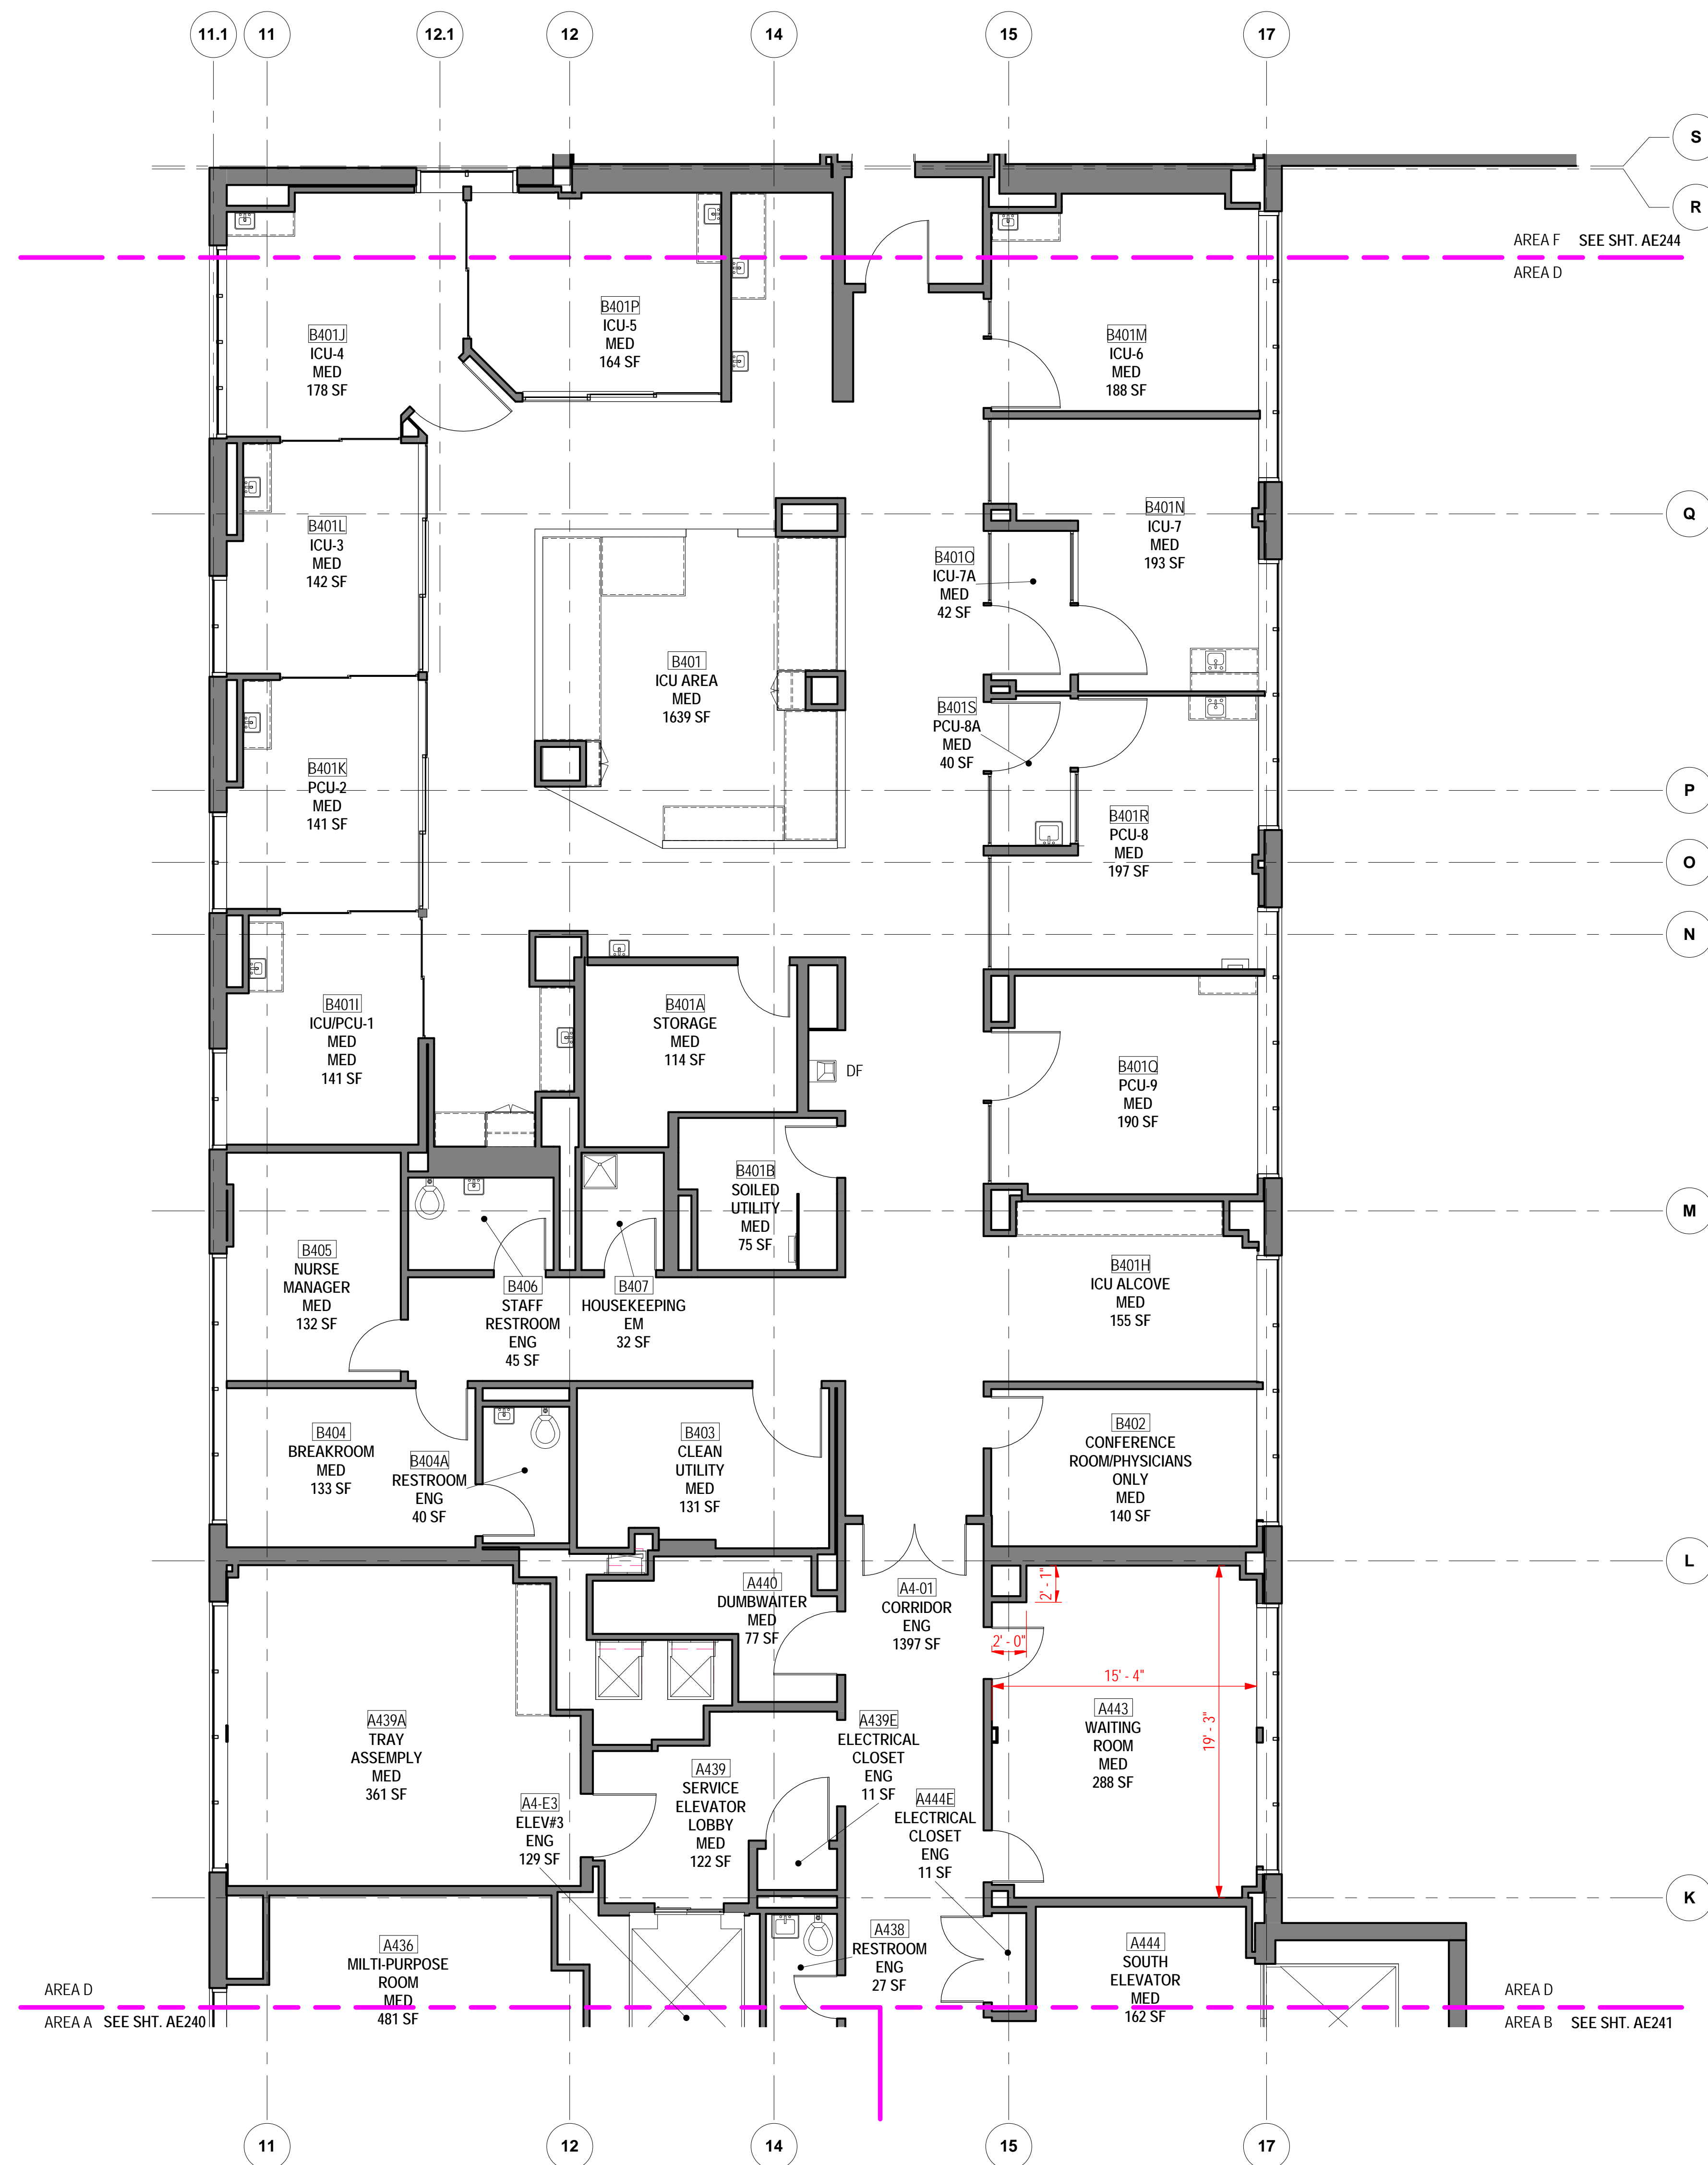 11.1
11
12.1
12
14
15
17
S
R
AREA F SEE SHT. AE244
AREA D
B401P
ICU-5
MED
164 SF
B401J
ICU-4
MED
178 SF
B401M
ICU-6
MED
188 SF
Q
B401L
ICU-3
MED
142 SF
B401N
ICU-7
MED
193 SF
B401O
ICU-7A
MED
42 SF
B401
ICU AREA
MED
1639 SF
B401S
PCU-8A
MED
40 SF
B401K
PCU-2
MED
141 SF
P
B401R
PCU-8
MED
197 SF
O
N
B401I
ICU/PCU-1
MED
MED
141 SF
B401A
STORAGE
MED
114 SF
DF
B401Q
PCU-9
MED
190 SF
B401B
SOILED
UTILITY
MED
75 SF
M
B405
NURSE
MANAGER
MED
132 SF
B406
STAFF
RESTROOM
ENG
45 SF
B407
HOUSEKEEPING
EM
32 SF
B401H
ICU ALCOVE
MED
155 SF
B404
BREAKROOM
MED
133 SF
B404A
RESTROOM
ENG
40 SF
B403
CLEAN
UTILITY
MED
131 SF
B402
CONFERENCE
ROOM/PHYSICIANS
ONLY
MED
140 SF
L
A440
DUMBWAITER
MED
77 SF
A4-01
CORRIDOR
ENG
1397 SF
2' - 1"
2' - 0"
15' - 4"
19' - 3"
A443
WAITING
ROOM
MED
288 SF
A439A
TRAY
ASSEMPLY
MED
361 SF
A439E
ELECTRICAL
CLOSET
ENG
11 SF
A439
SERVICE
ELEVATOR
LOBBY
MED
122 SF
A4-E3
ELEV#3
ENG
129 SF
A444E
ELECTRICAL
CLOSET
ENG
11 SF
K
A436
MILTI-PURPOSE
ROOM
MED
481 SF
A438
RESTROOM
ENG
27 SF
A444
SOUTH
ELEVATOR
MED
162 SF
AREA D
AREA A SEE SHT. AE240
AREA D
AREA B SEE SHT. AE241
11
12
14
15
17